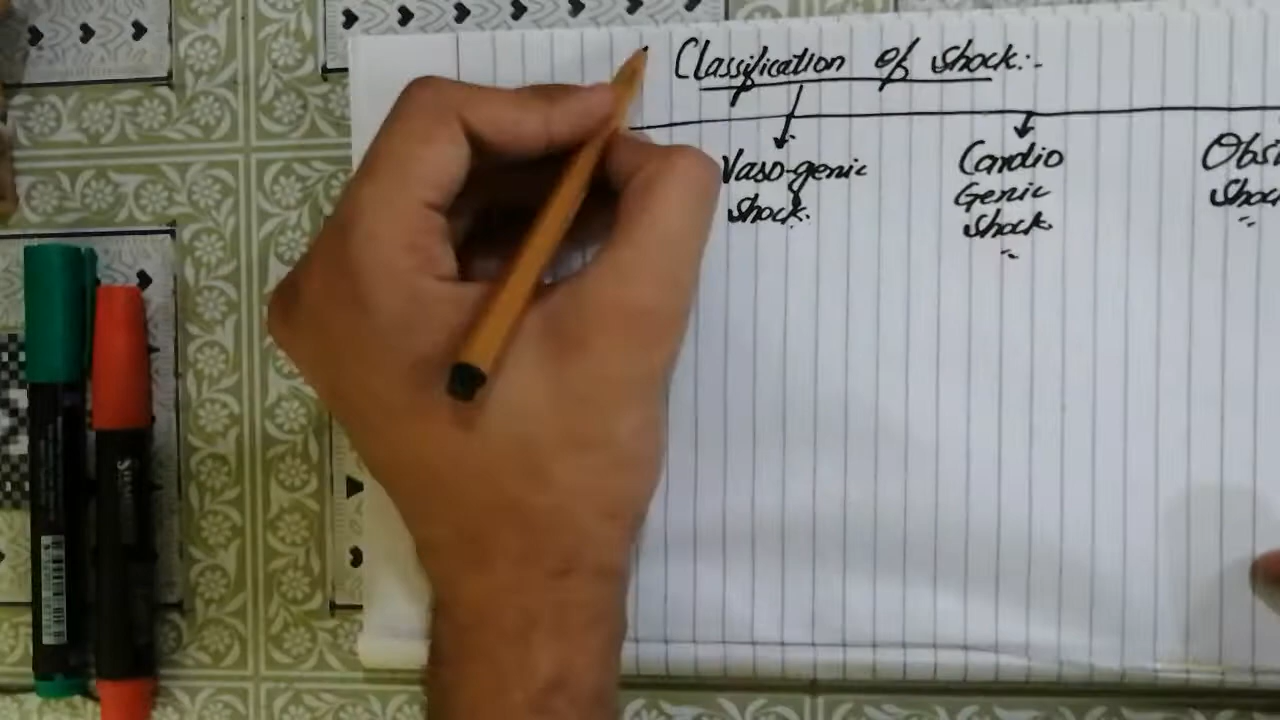 Classification of shock:-
Vaso-genic
shock.
Cardio
Genic
shock